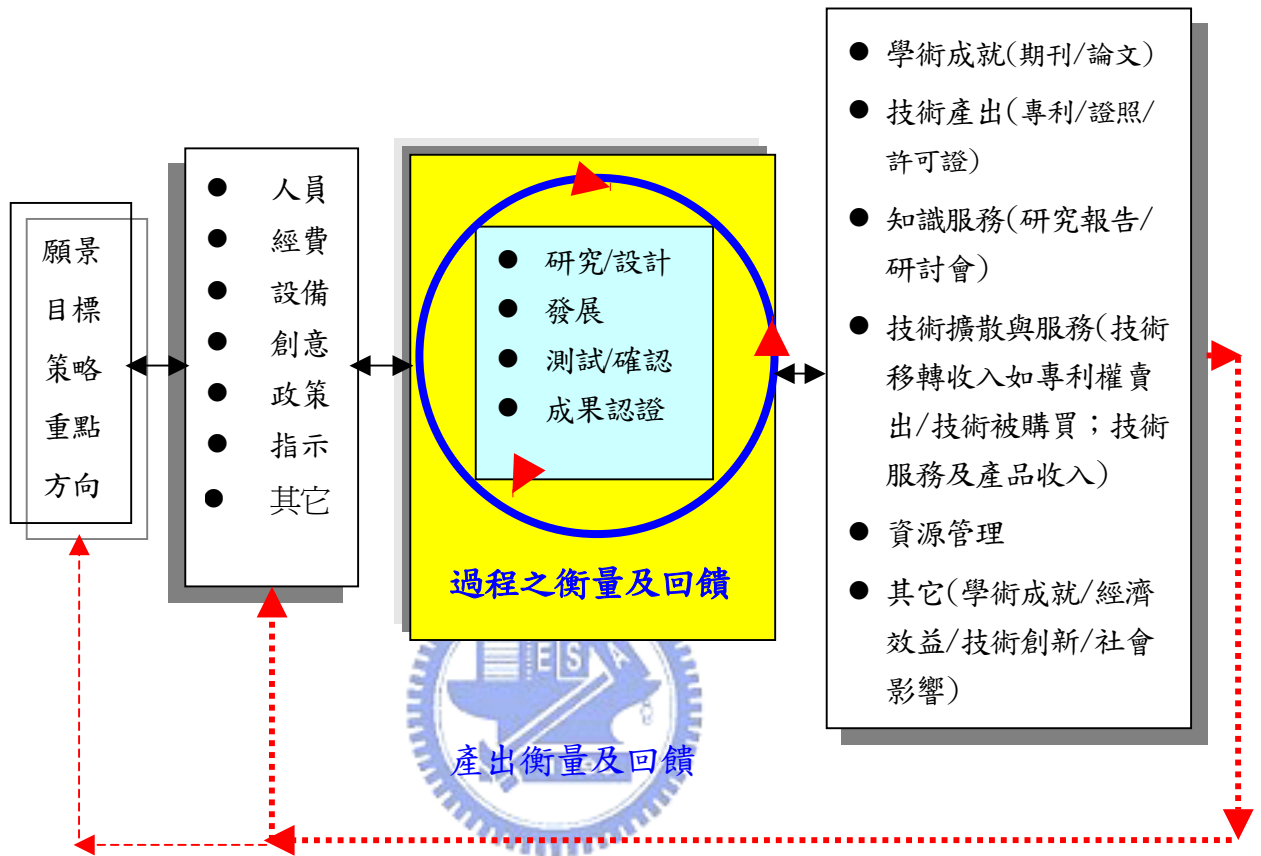 願景
目標
策略
重點
方向
● 人員
● 經費
● 設備
● 創意
● 政策
● 指示
● 其它
● 研究/設計
● 發展
● 測試/確認
● 成果認證
過程之衡量及回饋
● 學術成就(期刊/論文)
● 技術產出(專利/證照/
許可證)
● 知識服務(研究報告/
研討會)
● 技術擴散與服務(技術
移轉收入如專利權賣
出/技術被購買；技術
服務及產品收入)
● 資源管理
● 其它(學術成就/經濟
效益/技術創新/社會
影響)
E S A
產出衡量及回饋